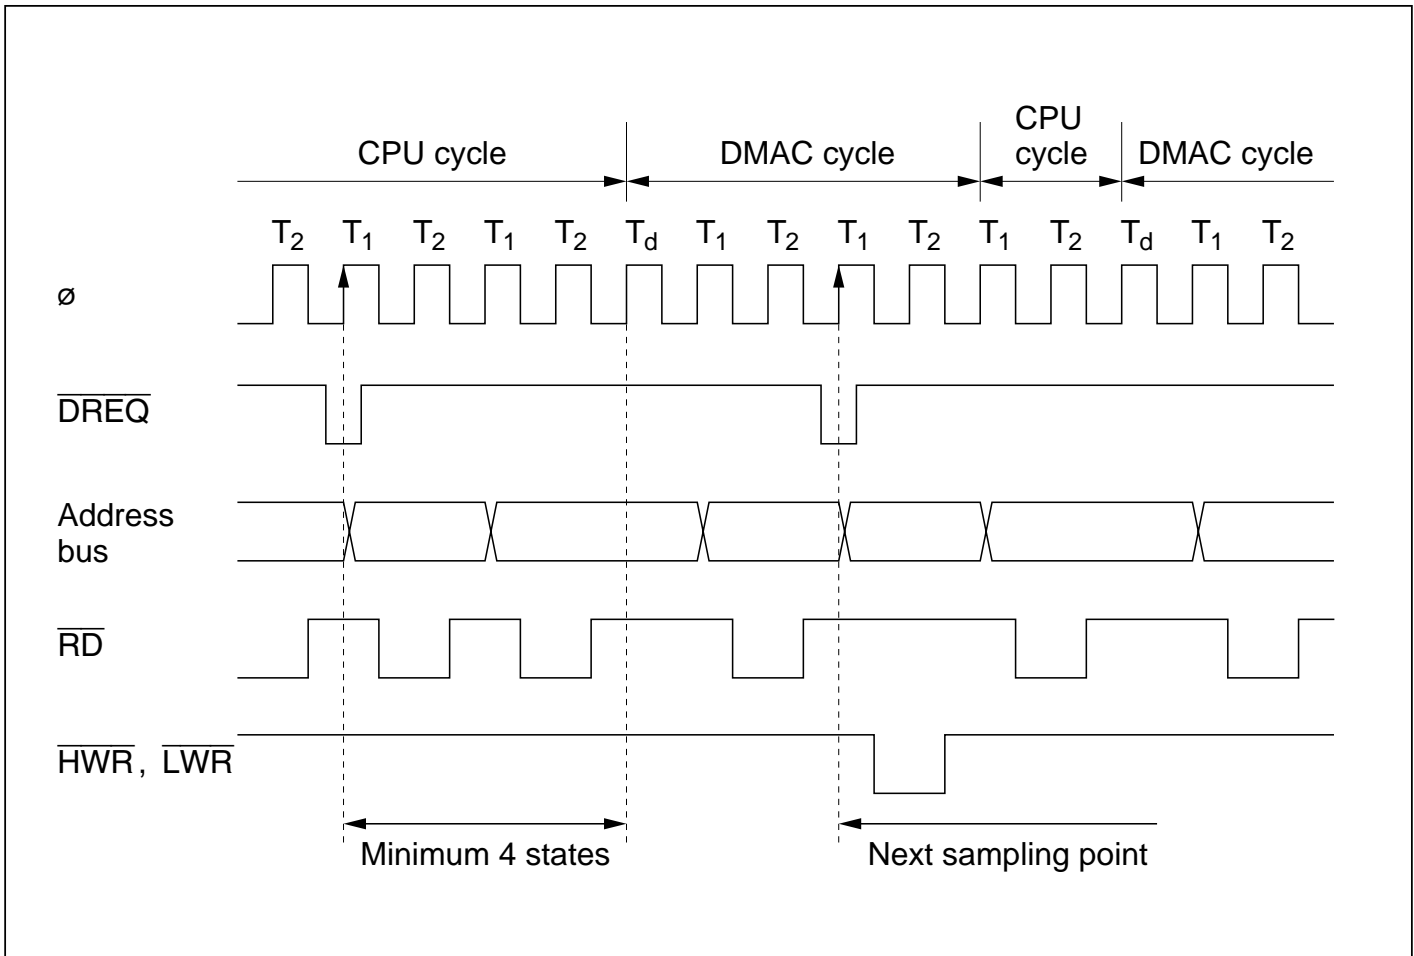 CPU cycle DMAC cycle CPU cycle DMAC cycle
T2 T1 T2 T1 T2 Td T1 T2 T1 T2 T1 T2 Td T1 T2
ø
DREQ
Address
bus
RD
HWR, LWR
Minimum 4 states Next sampling point